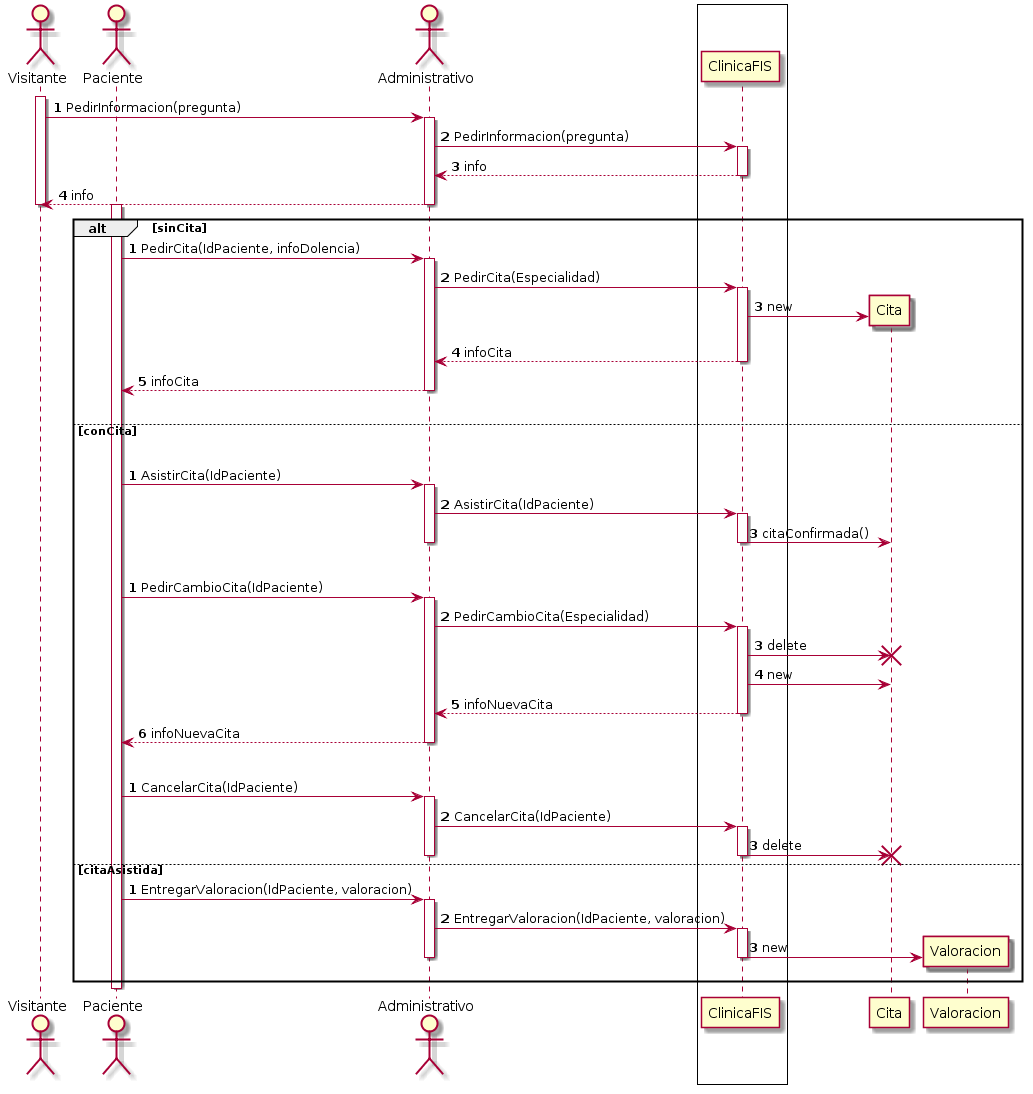 Visitante
Paciente
Administrativo
ClinicaFIS
1 PedirInformacion(pregunta)
2 PedirInformacion(pregunta)
3 info
4 info
alt [sinCita]
1 PedirCita(IdPaciente, infoDolencia)
2 PedirCita(Especialidad)
3 new
Cita
4 infoCita
5 infoCita
[conCita]
1 AsistirCita(IdPaciente)
2 AsistirCita(IdPaciente)
3 citaConfirmada()
1 PedirCambioCita(IdPaciente)
2 PedirCambioCita(Especialidad)
3 delete
4 new
5 infoNuevaCita
6 infoNuevaCita
1 CancelarCita(IdPaciente)
2 CancelarCita(IdPaciente)
3 delete
[citaAsistida]
1 EntregarValoracion(IdPaciente, valoracion)
2 EntregarValoracion(IdPaciente, valoracion)
3 new
Valoracion
Visitante
Paciente
Administrativo
ClinicaFIS
Cita
Valoracion